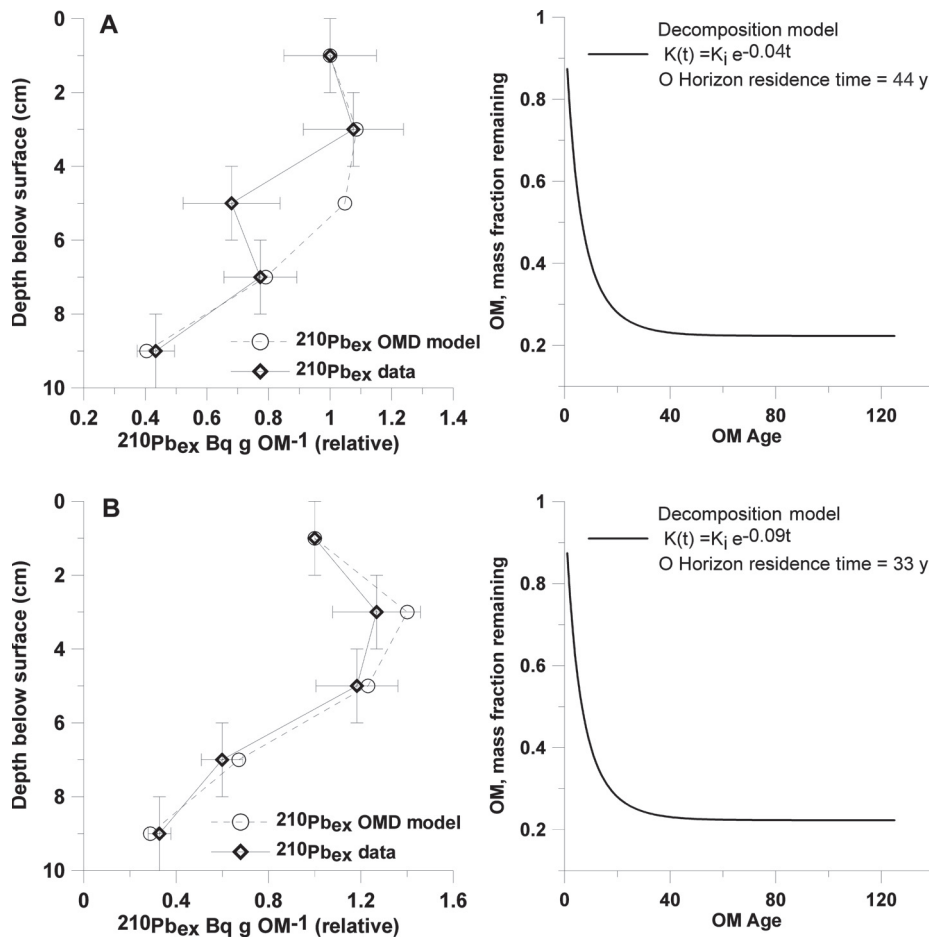 A
0
2
4
6
8
10
Depth below surface (cm)
0.2 0.4 0.6 0.8 1 1.2 1.4
210Pbex Bq g OM-1 (relative)
210Pbex OMD model
210Pbex data
1
0.8
0.6
0.4
0.2
OM, mass fraction remaining
0 40 80 120
OM Age
Decomposition model
K(t) =Ki e-0.04t
O Horizon residence time = 44 y
B
0
2
4
6
8
10
Depth below surface (cm)
0 0.4 0.6 1.0 1.2 1.6
210Pbex Bq g OM-1 (relative)
210Pbex OMD model
210Pbex data
1
0.8
0.6
0.4
0.2
OM, mass fraction remaining
0 40 80 120
OM Age
Decomposition model
K(t) =Ki e-0.09t
O Horizon residence time = 33 y